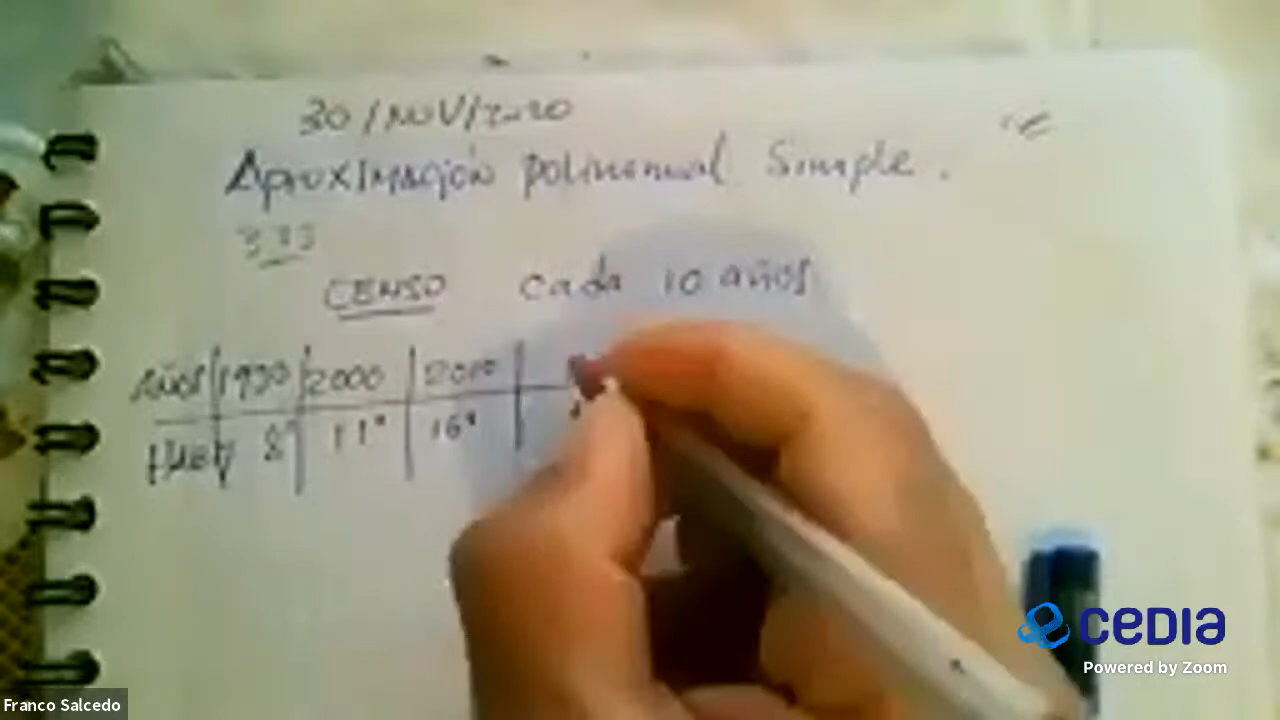 30/NOV/2020
Aproximación polinomial Simple.
333
CENSO cada 10 años
AÑOS 1990 2000 2010
8° 11° 16°
CEDIA
Powered by Zoom
Franco Salcedo